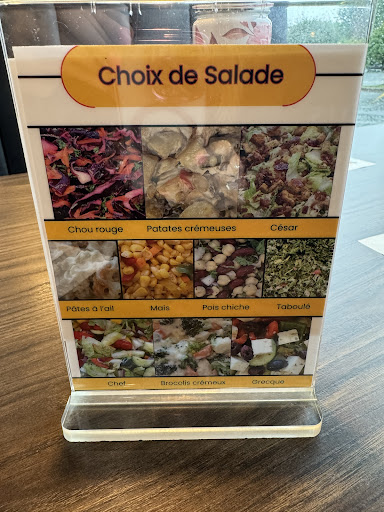 Choix de Salade
Chou rouge Patates crémeuses César
Pâtes à l'ail Maïs Pois chiche Taboulé
Chef Brocolis crémeux Grecque